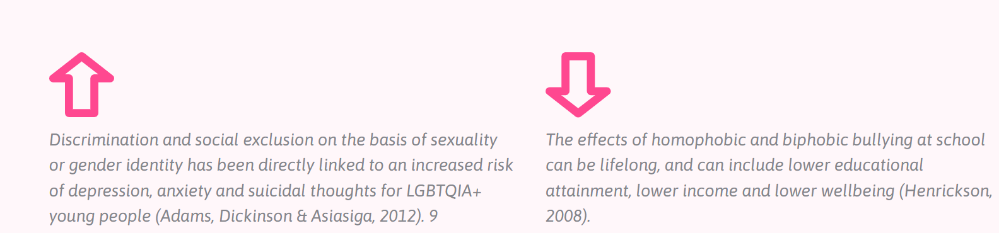 Discrimination and social exclusion on the basis of sexuality
or gender identity has been directly linked to an increased risk
of depression, anxiety and suicidal thoughts for LGBTQIA+
young people (Adams, Dickinson & Asiasiga, 2012). 9
The effects of homophobic and biphobic bullying at school
can be lifelong, and can include lower educational
attainment, lower income and lower wellbeing (Henrickson,
2008).